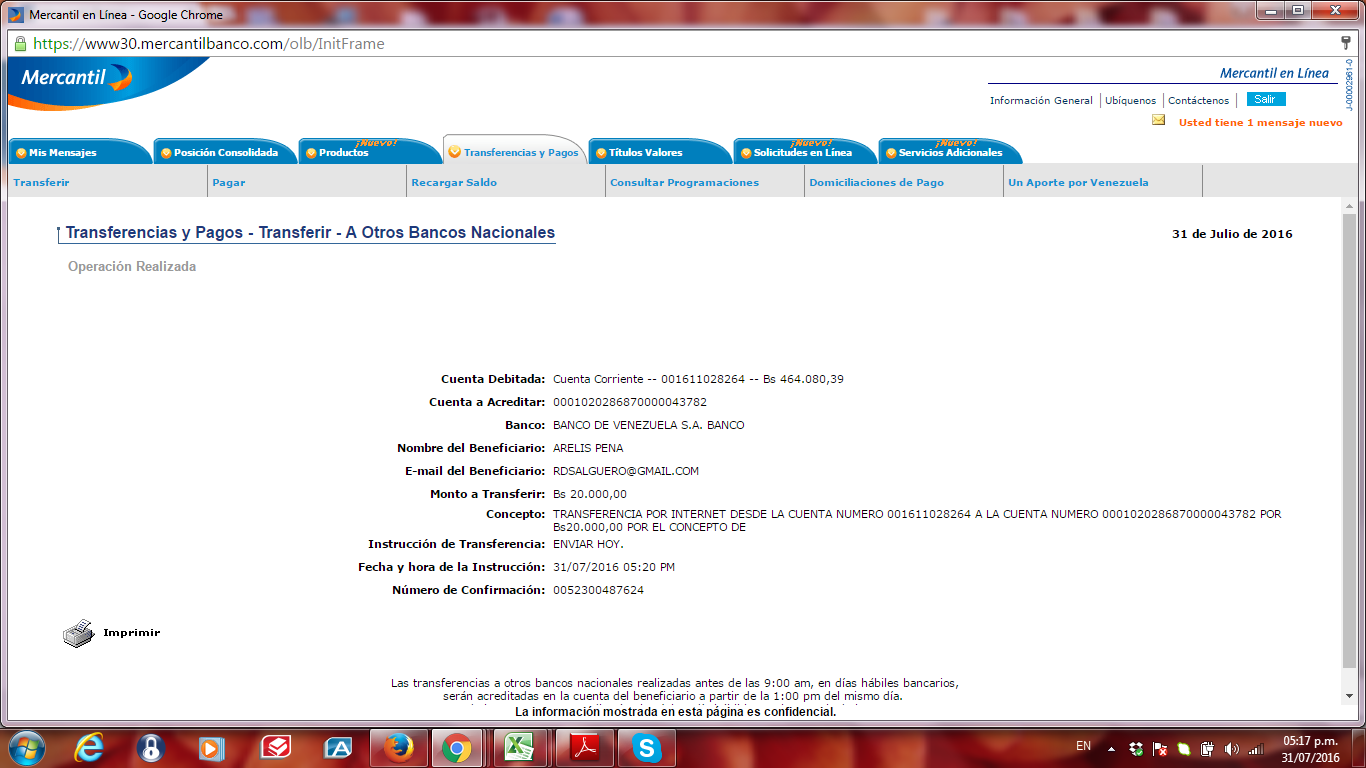 Mercantil en Línea - Google Chrome
https://www30.mercantilbanco.com/olb/InitFrame
Mercantil
Mercantil en Línea
J-00002961-0
Información General Ubíquenos Contáctenos Salir
Usted tiene 1 mensaje nuevo
Mis Mensajes Posición Consolidada ¡Nuevo! Productos Transferencias y Pagos Títulos Valores ¡Nuevo! Solicitudes en Línea ¡Nuevo! Servicios Adicionales
Transferir Pagar Recargar Saldo Consultar Programaciones Domiciliaciones de Pago Un Aporte por Venezuela
Transferencias y Pagos - Transferir - A Otros Bancos Nacionales
31 de Julio de 2016
Operación Realizada
Cuenta Debitada: Cuenta Corriente -- 001611028264 -- Bs 464.080,39
Cuenta a Acreditar: 0001020286870000043782
Banco: BANCO DE VENEZUELA S.A. BANCO
Nombre del Beneficiario: ARELIS PENA
E-mail del Beneficiario: RDSALGUERO@GMAIL.COM
Monto a Transferir: Bs 20.000,00
Concepto: TRANSFERENCIA POR INTERNET DESDE LA CUENTA NUMERO 001611028264 A LA CUENTA NUMERO 0001020286870000043782 POR
Bs20.000,00 POR EL CONCEPTO DE
Instrucción de Transferencia: ENVIAR HOY.
Fecha y hora de la Instrucción: 31/07/2016 05:20 PM
Número de Confirmación: 0052300487624
Imprimir
Las transferencias a otros bancos nacionales realizadas antes de las 9:00 am, en días hábiles bancarios,
serán acreditadas en la cuenta del beneficiario a partir de la 1:00 pm del mismo día.
La información mostrada en esta página es confidencial.
EN
05:17 p.m.
31/07/2016